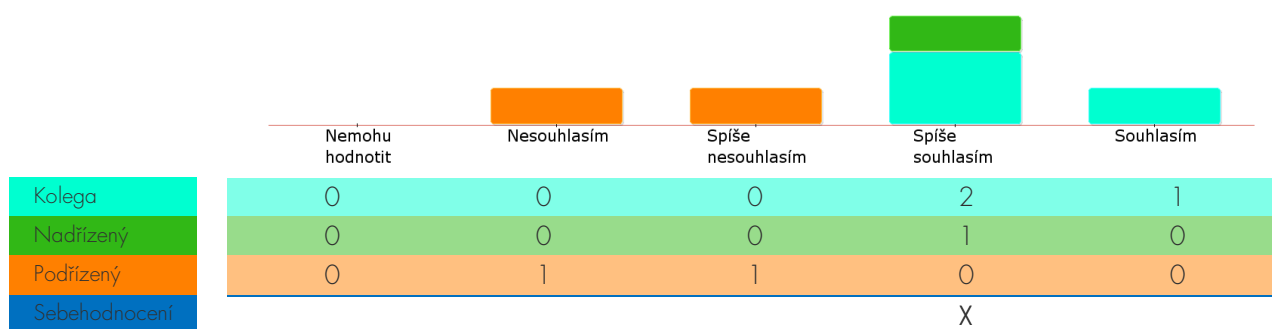 Nemohu hodnotit
Nesouhlasím
Spíše nesouhlasím
Spíše souhlasím
Souhlasím
Kolega 0 0 0 2 1
Nadřízený 0 0 0 1 0
Podřízený 0 1 1 0 0
Sebehodnocení X